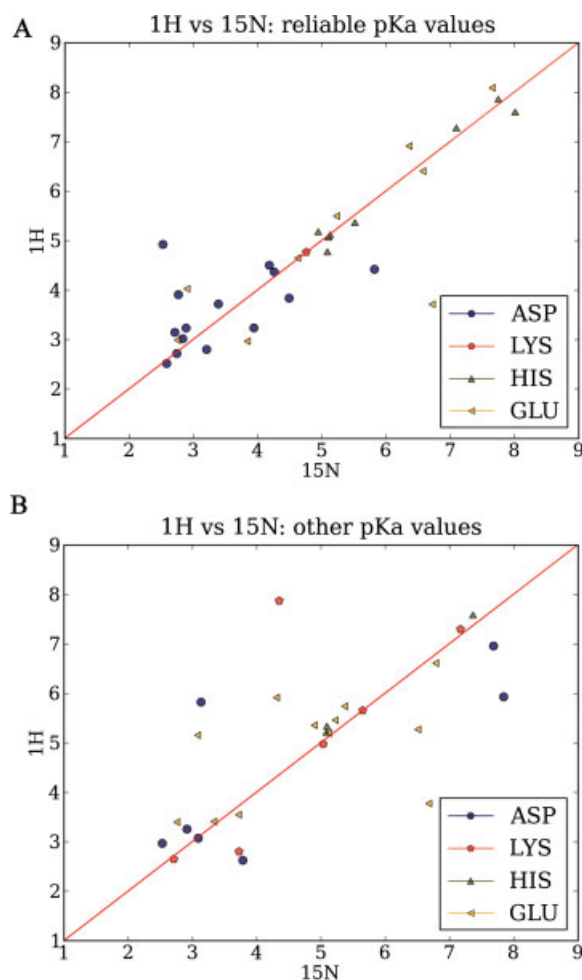 A
1H vs 15N: reliable pKa values
9
8
7
6
5
4
3
2
1
1H
ASP
LYS
HIS
GLU
1 2 3 4 5 6 7 8 9
15N
B
1H vs 15N: other pKa values
9
8
7
6
5
4
3
2
1
1H
ASP
LYS
HIS
GLU
1 2 3 4 5 6 7 8 9
15N